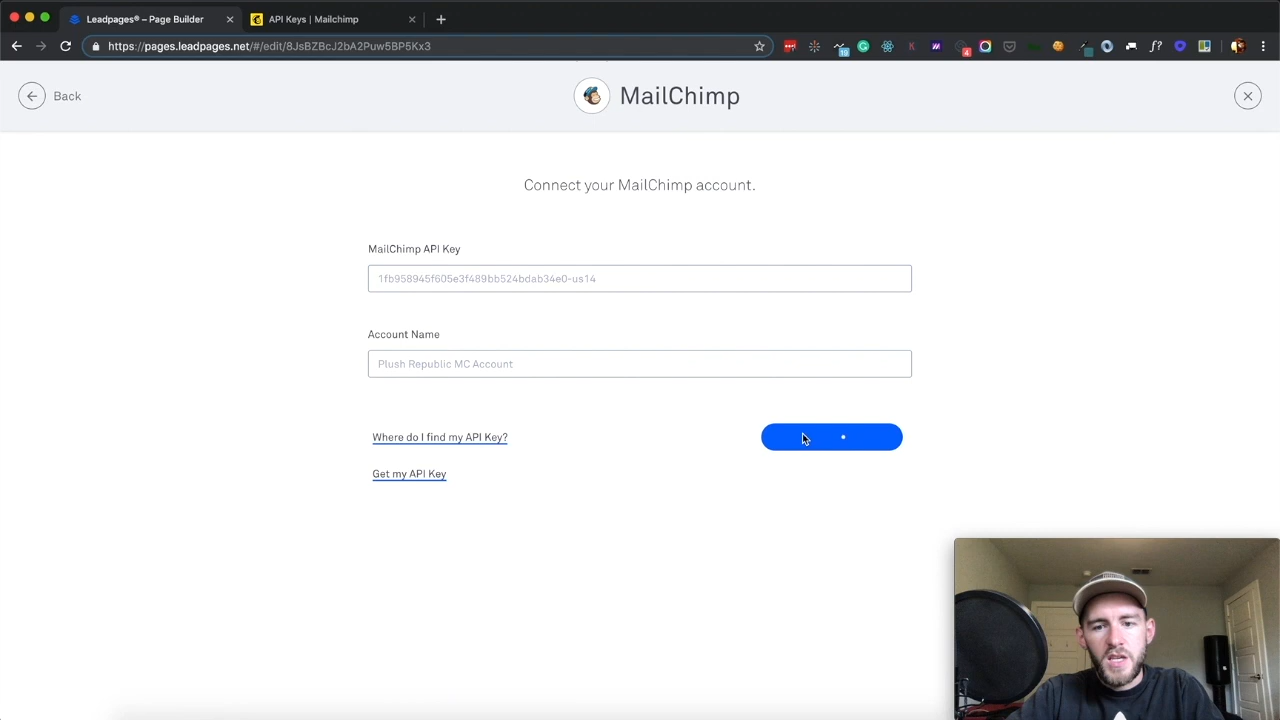 Leadpages® – Page Builder
API Keys | Mailchimp
https://pages.leadpages.net/#/edit/8JsBZBcJ2bA2Puw5BP5Kx3
19
4
f?
Back
MailChimp
Connect your MailChimp account.
MailChimp API Key
1fb958945f605e3f489bb524bdab34e0-us14
Account Name
Plush Republic MC Account
Where do I find my API Key?
Get my API Key